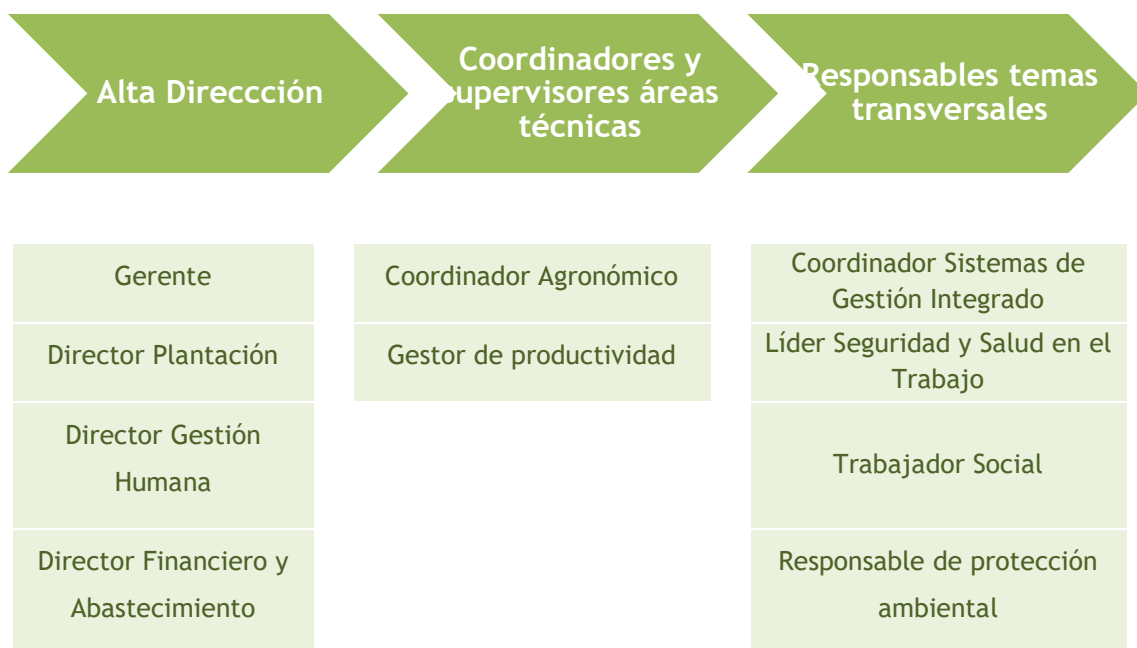 Alta Direccción
Coordinadores y
supervisores áreas
técnicas
Responsables temas
transversales
Gerente
Director Plantación
Director Gestión
Humana
Director Financiero y
Abastecimiento
Coordinador Agronómico
Gestor de productividad
Coordinador Sistemas de
Gestión Integrado
Líder Seguridad y Salud en el
Trabajo
Trabajador Social
Responsable de protección
ambiental